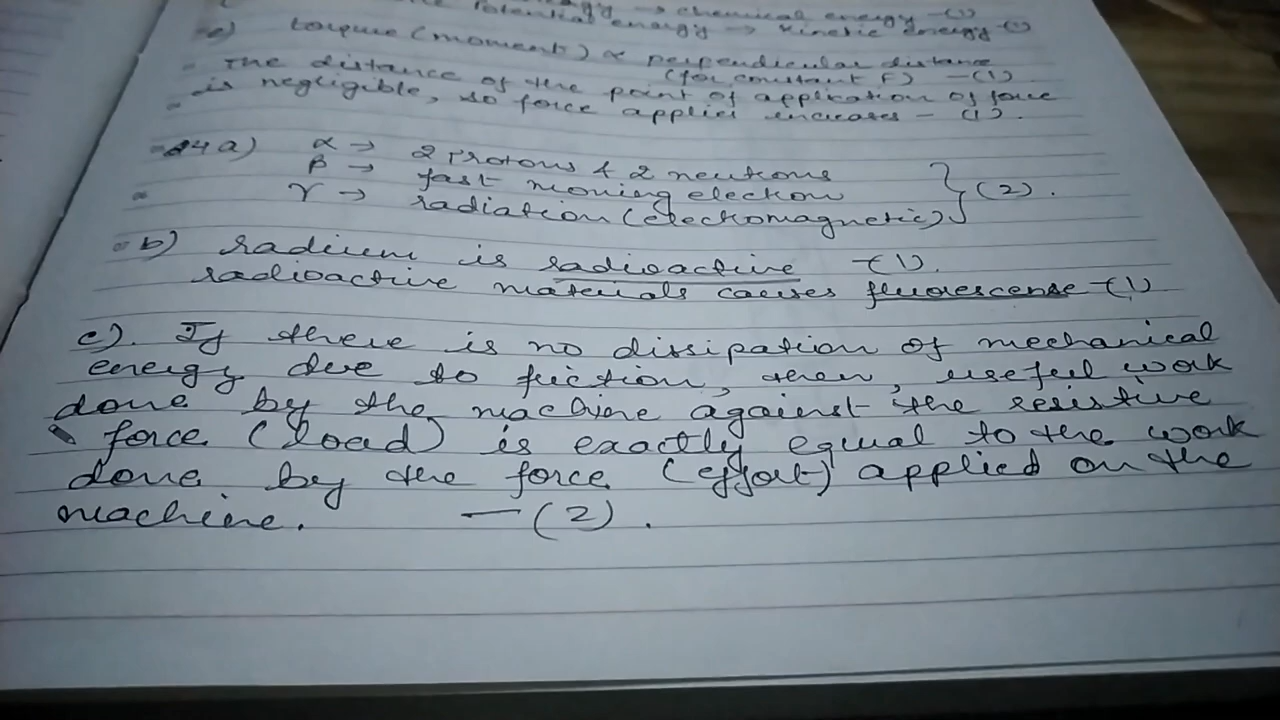 → chemical energy -(1)
Potential energy → kinetic energy -(1)
e) torque (moment) ∝ perpendicular distance
(for constant F) -(1)
The distance of the point of application of force
is negligible, so force applied increases - (1).
24 a) α → 2 protons & 2 neutrons
β → fast moving electron } (2).
γ → radiation (electromagnetic)
b) radium is radioactive -(1).
radioactive materials causes fluorescense -(1)
c). If there is no dissipation of mechanical
energy due to friction, then, useful work
done by the machine against the resistive
force (load) is exactly equal to the work
done by the force (effort) applied on the
machine. — (2).